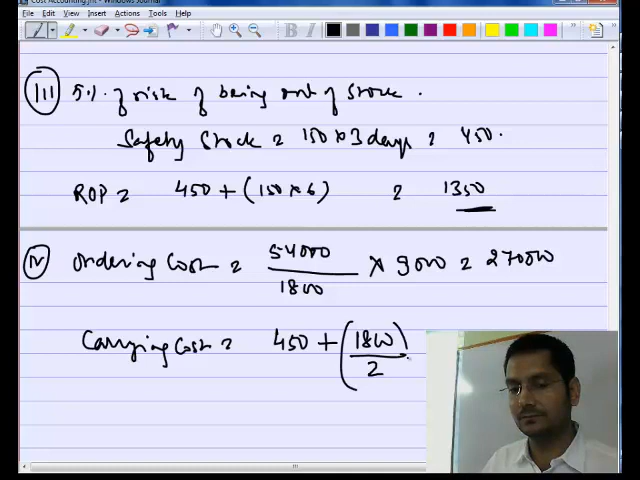 Cost Accounting.jnt - Windows Journal
File Edit View Insert Actions Tools Help
B I
III 5%. of risk of being out of stock.
Safety Stock = 150 × 3 days = 450.
ROP = 450 + (150 × 6) = 1350
IV Ordering Cost = 54000 / 1800 × 9000 = 270000
Carrying Cost = 450 + (1800 / 2